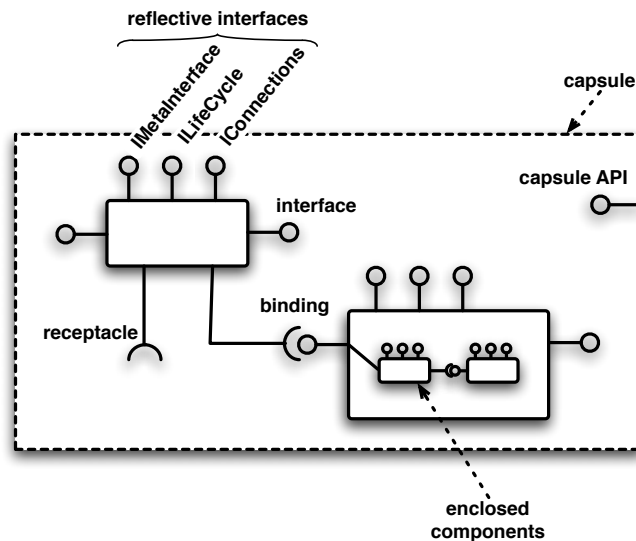 reflective interfaces
IMetaInterface
ILifeCycle
IConnections
capsule
capsule API
interface
binding
receptacle
enclosed
components